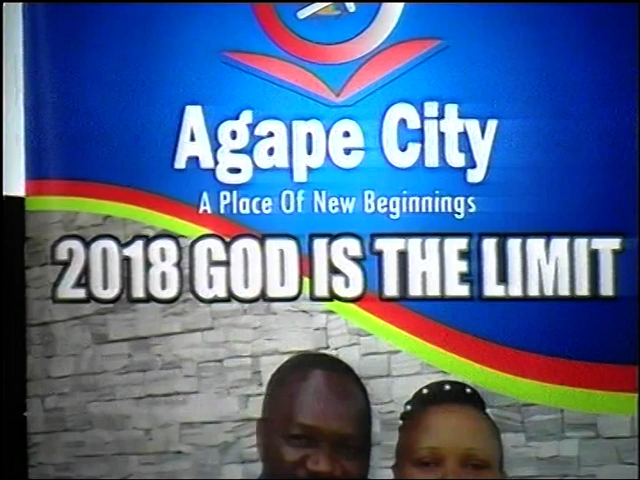 Agape City
A Place Of New Beginnings
2018 GOD IS THE LIMIT